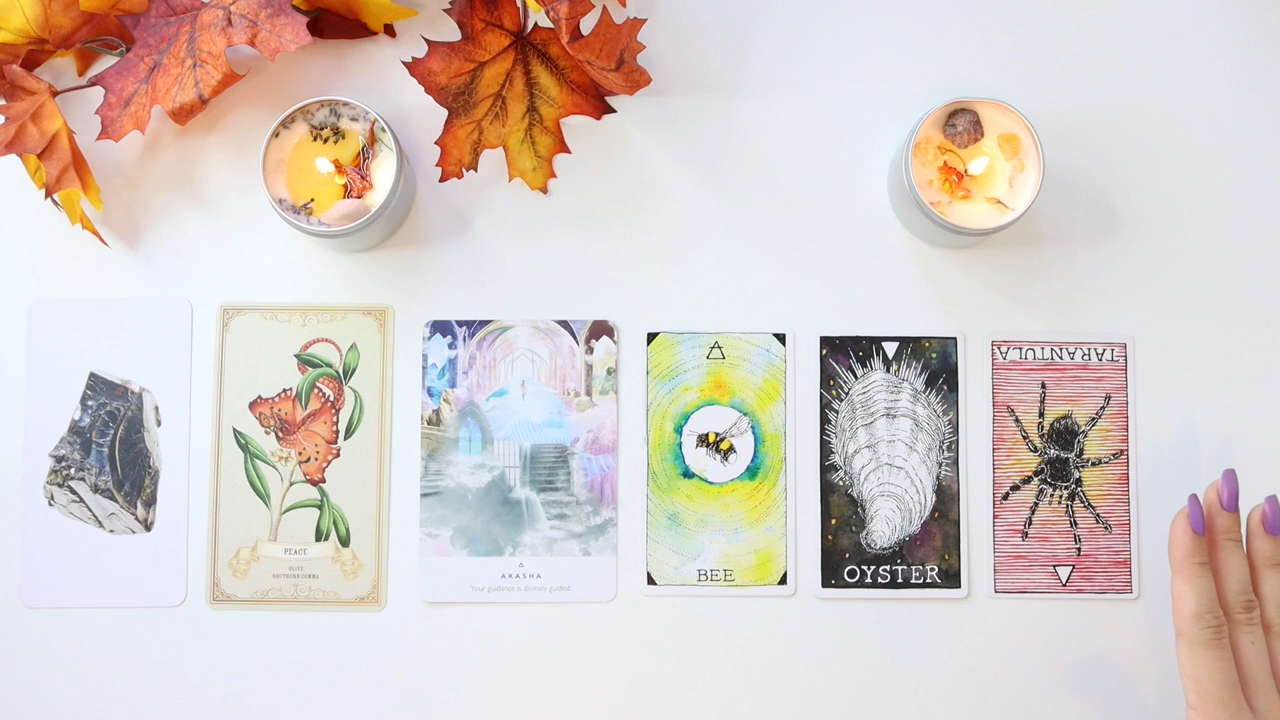 PEACE
OLIVE
SOUTHERN COMMA
AKASHA
Your guidance is divinely guided.
BEE
OYSTER
TARANTULA